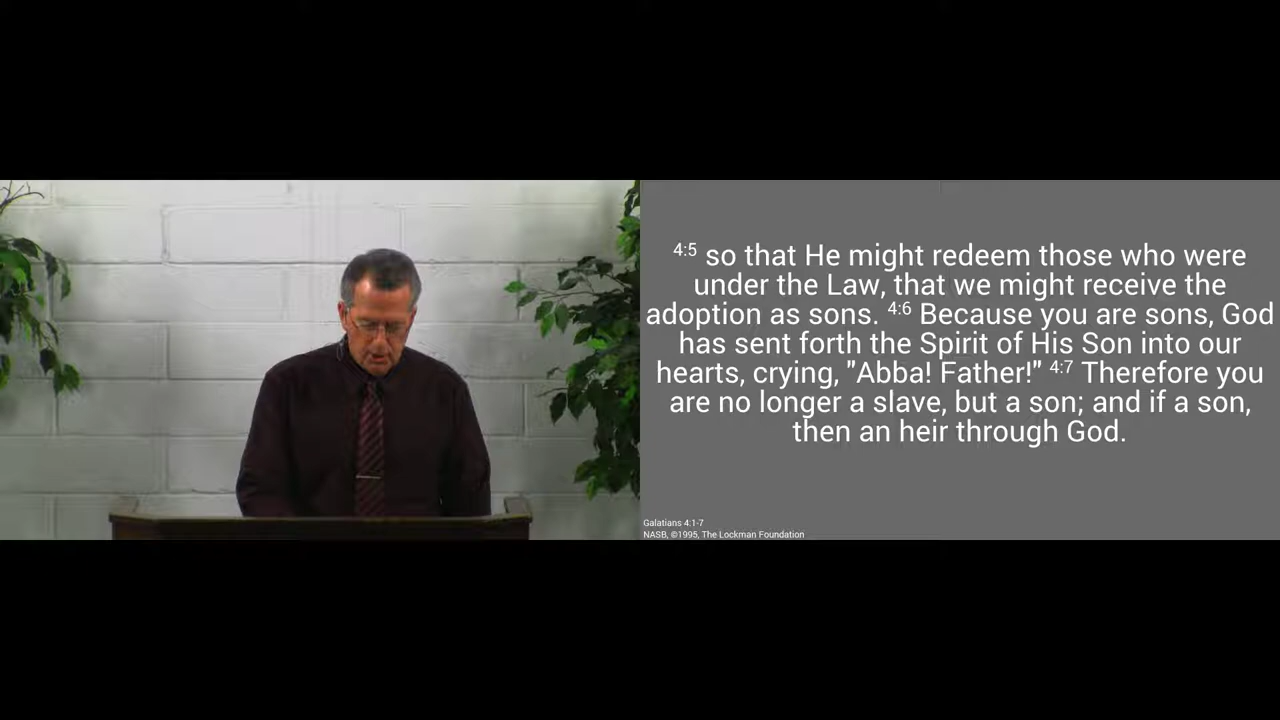 4:5 so that He might redeem those who were
under the Law, that we might receive the
adoption as sons. 4:6 Because you are sons, God
has sent forth the Spirit of His Son into our
hearts, crying, "Abba! Father!" 4:7 Therefore you
are no longer a slave, but a son; and if a son,
then an heir through God.
Galatians 4:1-7
NASB, ©1995, The Lockman Foundation